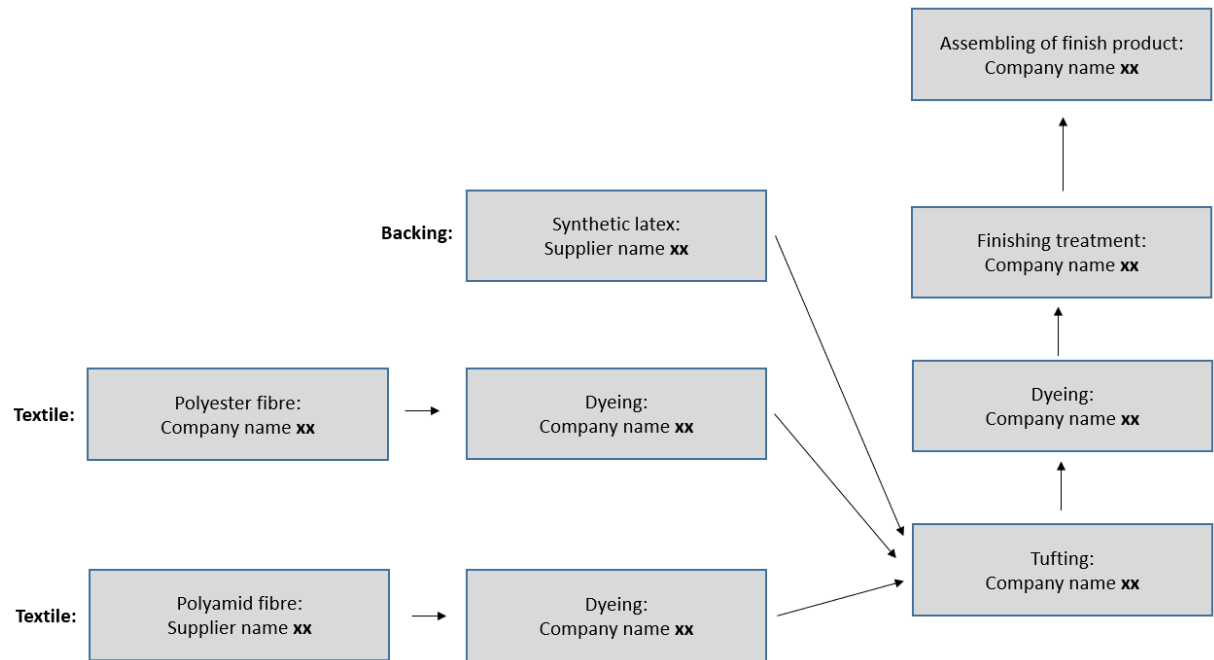 Assembling of finish product:
Company name xx
Backing:
Synthetic latex:
Supplier name xx
Finishing treatment:
Company name xx
Textile:
Polyester fibre:
Company name xx
Dyeing:
Company name xx
Dyeing:
Company name xx
Tufting:
Company name xx
Textile:
Polyamid fibre:
Supplier name xx
Dyeing:
Company name xx